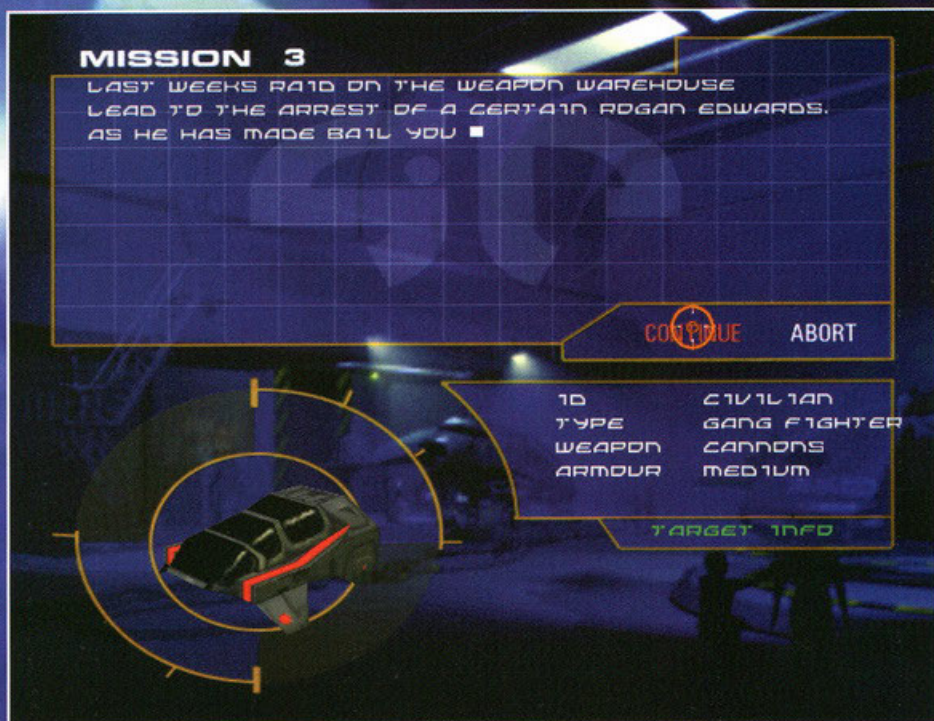 MISSION 3
LAST WEEKS RAID ON THE WEAPON WAREHOUSE
LEAD TO THE ARREST OF A CERTAIN ROGAN EDWARDS.
AS HE HAS MADE BAIL YOU
CONTINUE ABORT
ID CIVILIAN
TYPE GANG FIGHTER
WEAPON CANNONS
ARMOUR MEDIUM
TARGET INFO